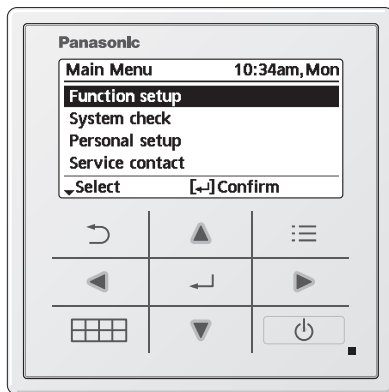 Panasonic
Main Menu 10:34am,Mon
Function setup
System check
Personal setup
Service contact
Select [↵]Confirm